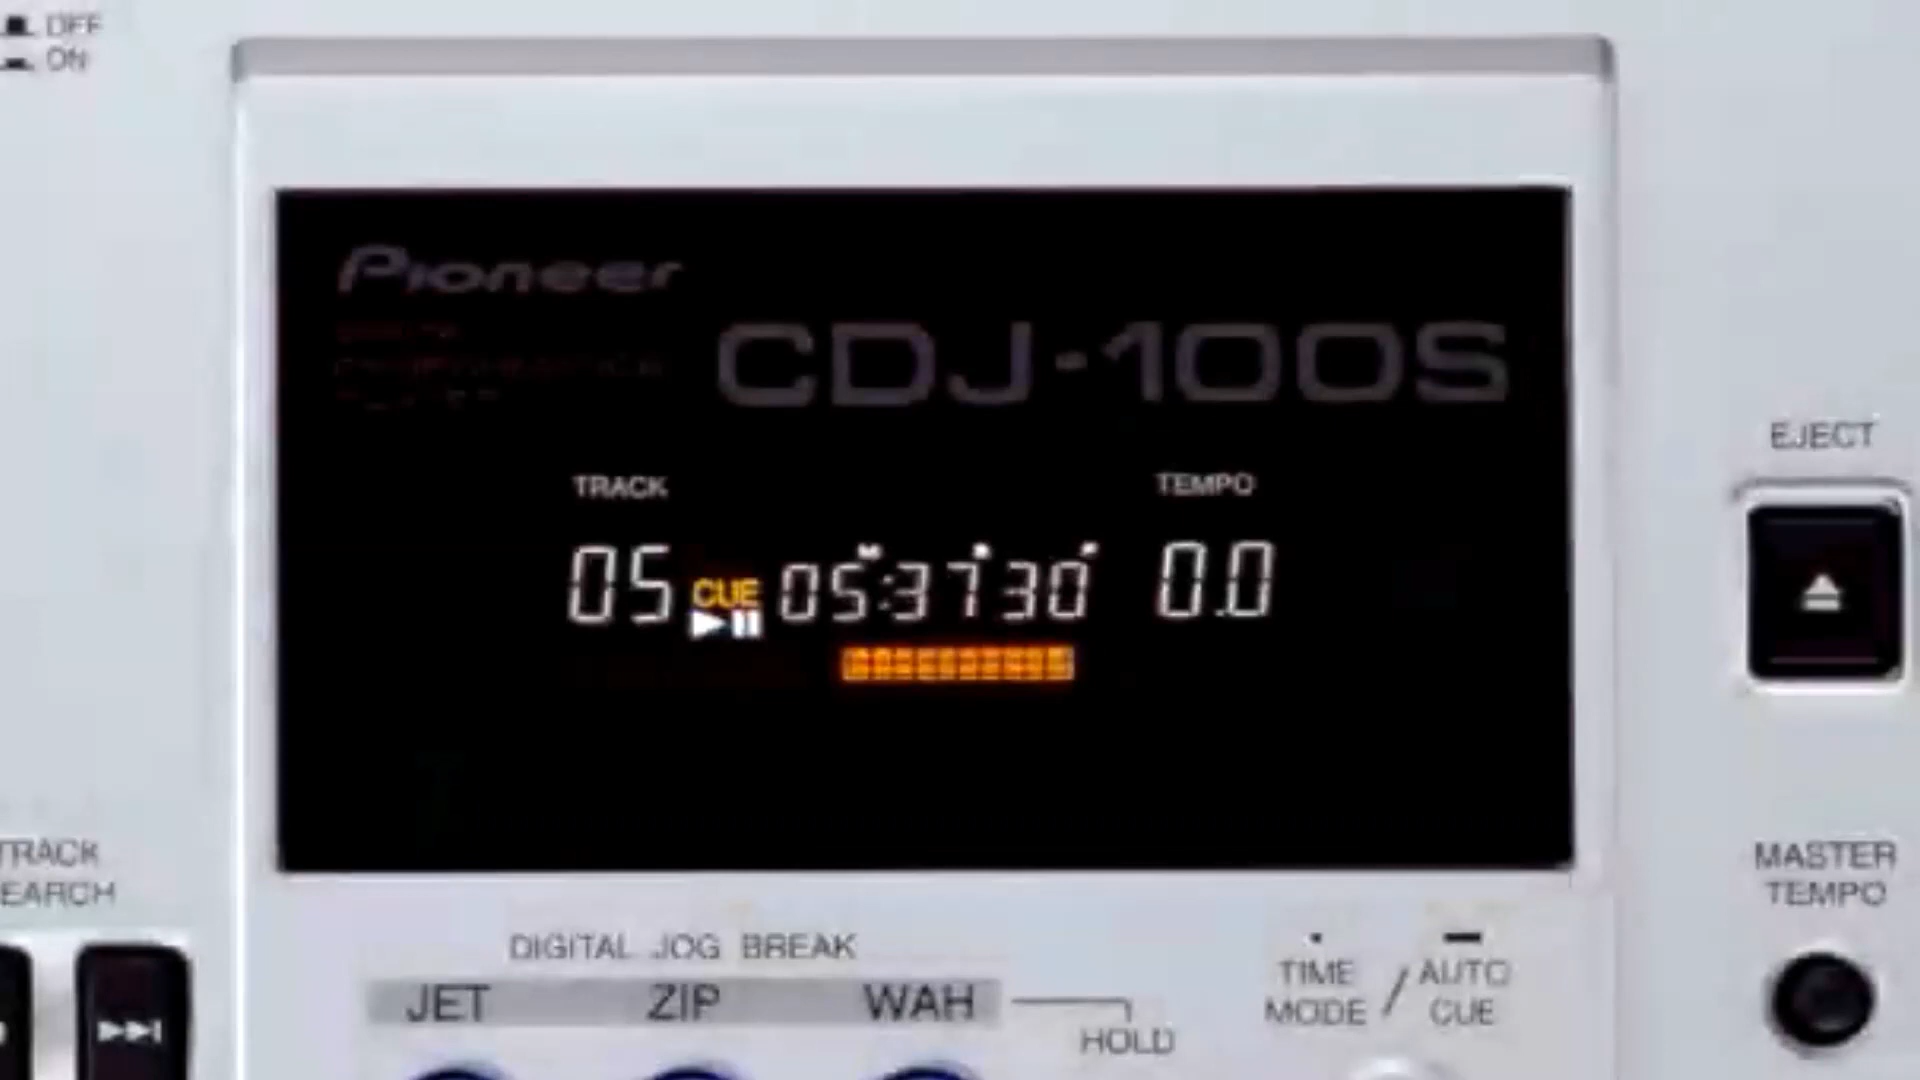 OFF
ON
Pioneer
CDJ-100S
TRACK
TEMPO
05 CUE 05:37 30 0.0
EJECT
TRACK
EARCH
MASTER
TEMPO
DIGITAL JOG BREAK
JET ZIP WAH
HOLD
TIME
MODE / AUTO
CUE